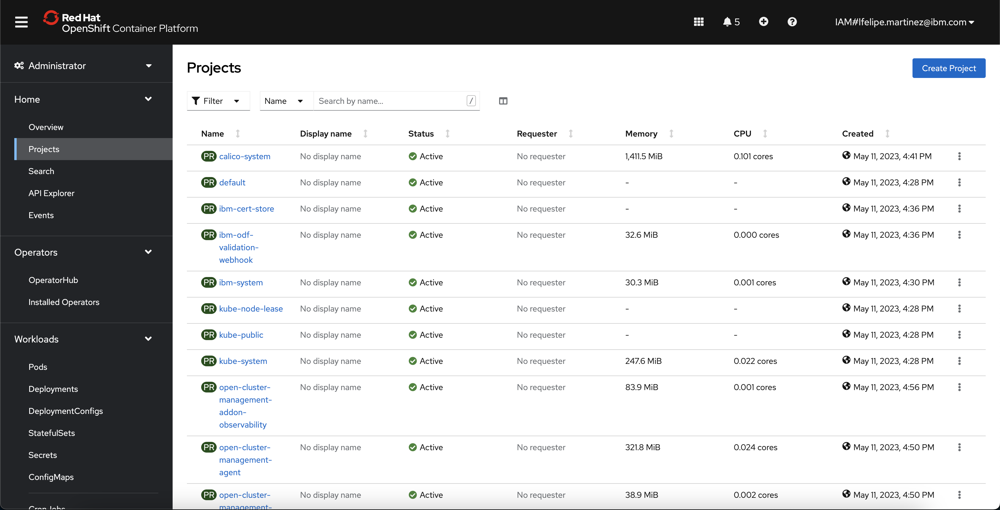 Red Hat
OpenShift Container Platform
5
IAM#lfelipe.martinez@ibm.com
Administrator
Home
Overview
Projects
Search
API Explorer
Events
Operators
OperatorHub
Installed Operators
Workloads
Pods
Deployments
DeploymentConfigs
StatefulSets
Secrets
ConfigMaps
CronJobs
Projects
Create Project
Filter Name Search by name... /
Name Display name Status Requester Memory CPU Created
PR calico-system No display name Active No requester 1,411.5 MiB 0.101 cores May 11, 2023, 4:41 PM
PR default No display name Active No requester - - May 11, 2023, 4:28 PM
PR ibm-cert-store No display name Active No requester - - May 11, 2023, 4:36 PM
PR ibm-odf- No display name Active No requester 32.6 MiB 0.000 cores May 11, 2023, 4:36 PM
validation-
webhook
PR ibm-system No display name Active No requester 30.3 MiB 0.001 cores May 11, 2023, 4:30 PM
PR kube-node-lease No display name Active No requester - - May 11, 2023, 4:28 PM
PR kube-public No display name Active No requester - - May 11, 2023, 4:28 PM
PR kube-system No display name Active No requester 247.6 MiB 0.022 cores May 11, 2023, 4:28 PM
PR open-cluster- No display name Active No requester 83.9 MiB 0.001 cores May 11, 2023, 4:56 PM
management-
addon-
observability
PR open-cluster- No display name Active No requester 321.8 MiB 0.024 cores May 11, 2023, 4:50 PM
management-
agent
PR open-cluster- No display name Active No requester 38.9 MiB 0.002 cores May 11, 2023, 4:50 PM
management-